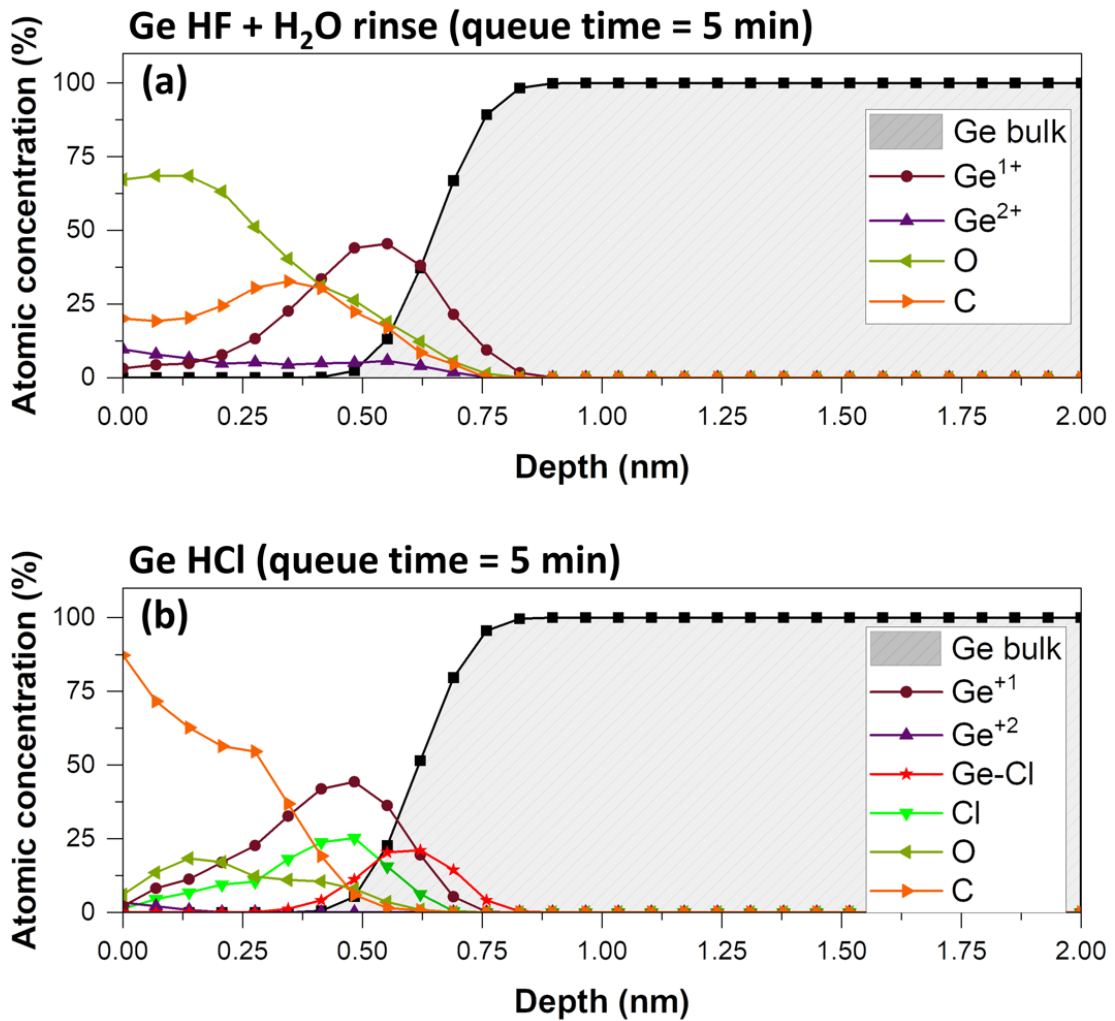 Ge HF + H₂O rinse (queue time = 5 min)
(a)
Atomic concentration (%)
100
75
50
25
0
0.00 0.25 0.50 0.75 1.00 1.25 1.50 1.75 2.00
Depth (nm)
Ge bulk
Ge¹⁺
Ge²⁺
O
C
Ge HCl (queue time = 5 min)
(b)
Atomic concentration (%)
100
75
50
25
0
0.00 0.25 0.50 0.75 1.00 1.25 1.50 1.75 2.00
Depth (nm)
Ge bulk
Ge⁺¹
Ge⁺²
Ge-Cl
Cl
O
C